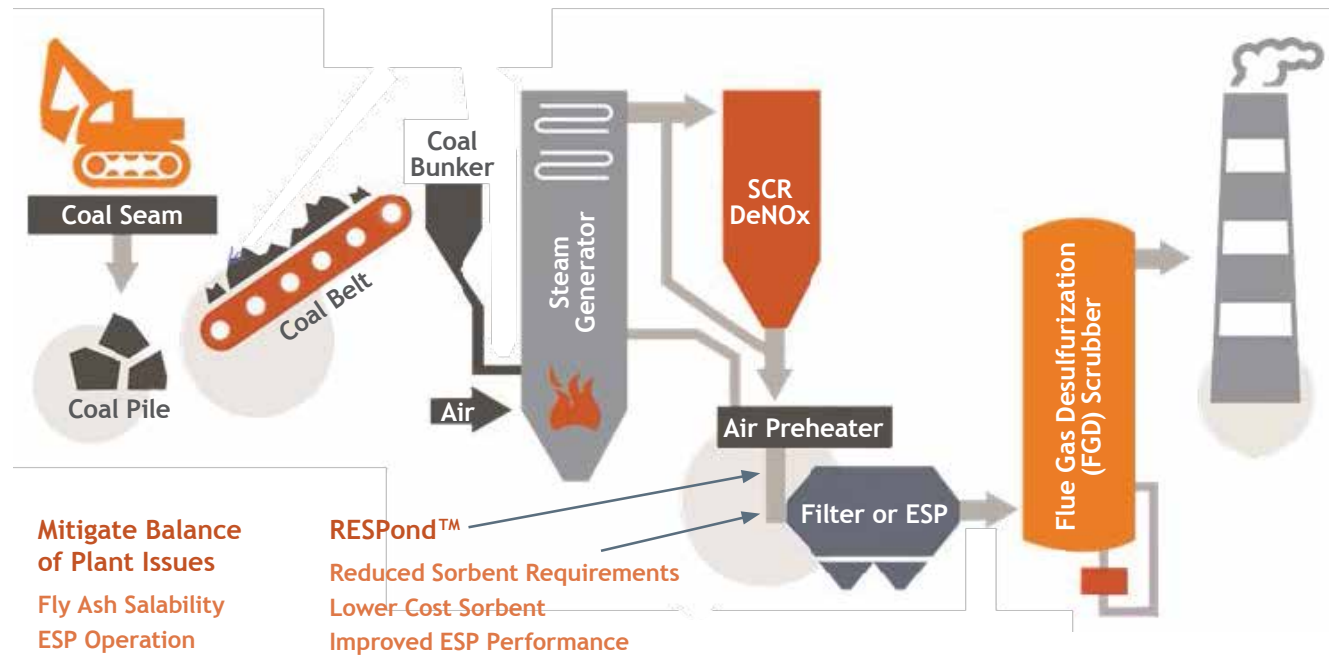 Coal Seam
Coal Pile
Coal Belt
Coal
Bunker
Air
Steam
Generator
SCR
DeNOx
Air Preheater
Filter or ESP
Flue Gas Desulfurization
(FGD) Scrubber
Mitigate Balance
of Plant Issues
Fly Ash Salability
ESP Operation
RESPond™
Reduced Sorbent Requirements
Lower Cost Sorbent
Improved ESP Performance